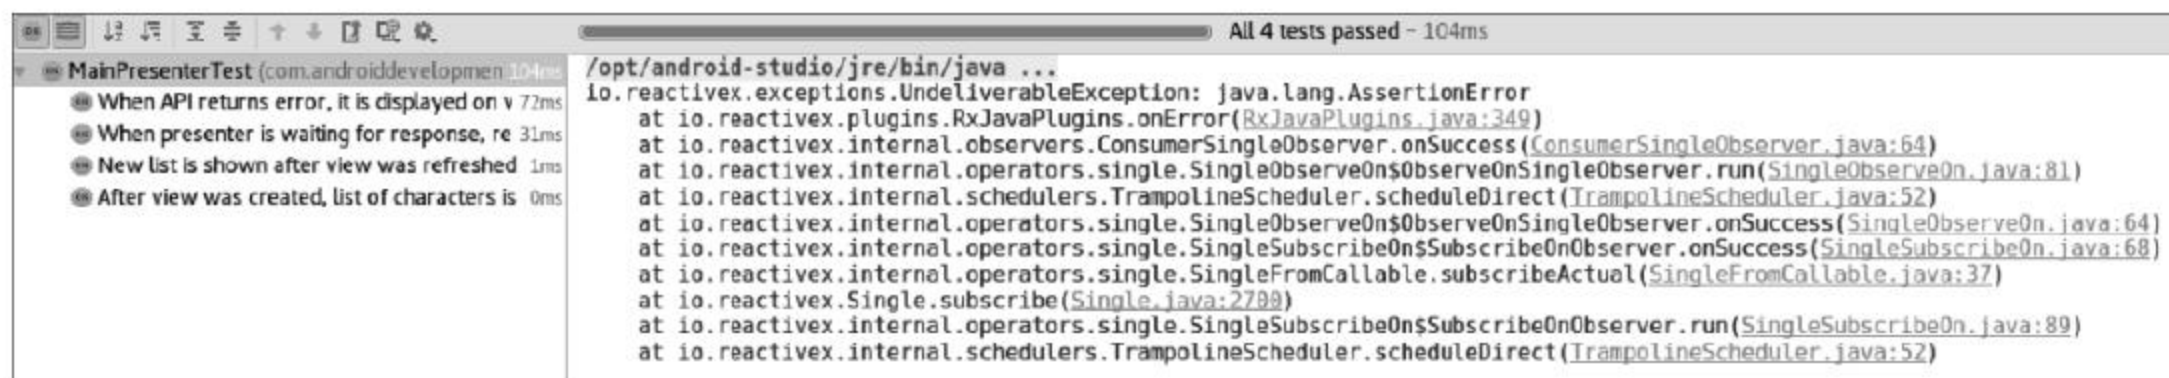 All 4 tests passed – 104ms
MainPresenterTest (com.androiddevelopmen 104ms
When API returns error, it is displayed on v 72ms
When presenter is waiting for response, re 31ms
New list is shown after view was refreshed 1ms
After view was created, list of characters is 0ms
/opt/android-studio/jre/bin/java ...
io.reactivex.exceptions.UndeliverableException: java.lang.AssertionError
at io.reactivex.plugins.RxJavaPlugins.onError(RxJavaPlugins.java:349)
at io.reactivex.internal.observers.ConsumerSingleObserver.onSuccess(ConsumerSingleObserver.java:64)
at io.reactivex.internal.operators.single.SingleObserveOn$ObserveOnSingleObserver.run(SingleObserveOn.java:81)
at io.reactivex.internal.schedulers.TrampolineScheduler.scheduleDirect(TrampolineScheduler.java:52)
at io.reactivex.internal.operators.single.SingleObserveOn$ObserveOnSingleObserver.onSuccess(SingleObserveOn.java:64)
at io.reactivex.internal.operators.single.SingleSubscribeOn$SubscribeOnObserver.onSuccess(SingleSubscribeOn.java:68)
at io.reactivex.internal.operators.single.SingleFromCallable.subscribeActual(SingleFromCallable.java:37)
at io.reactivex.Single.subscribe(Single.java:2700)
at io.reactivex.internal.operators.single.SingleSubscribeOn$SubscribeOnObserver.run(SingleSubscribeOn.java:89)
at io.reactivex.internal.schedulers.TrampolineScheduler.scheduleDirect(TrampolineScheduler.java:52)